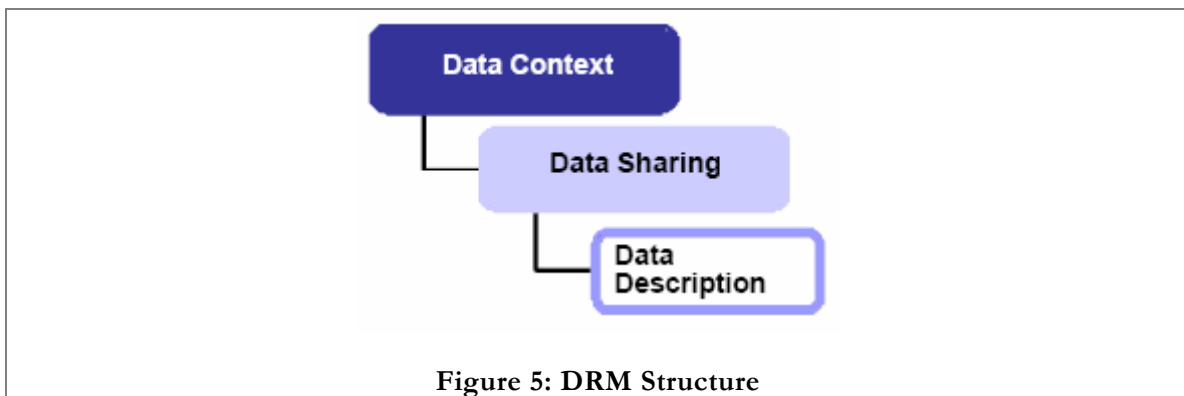 Data Context
Data Sharing
Data
Description
Figure 5: DRM Structure